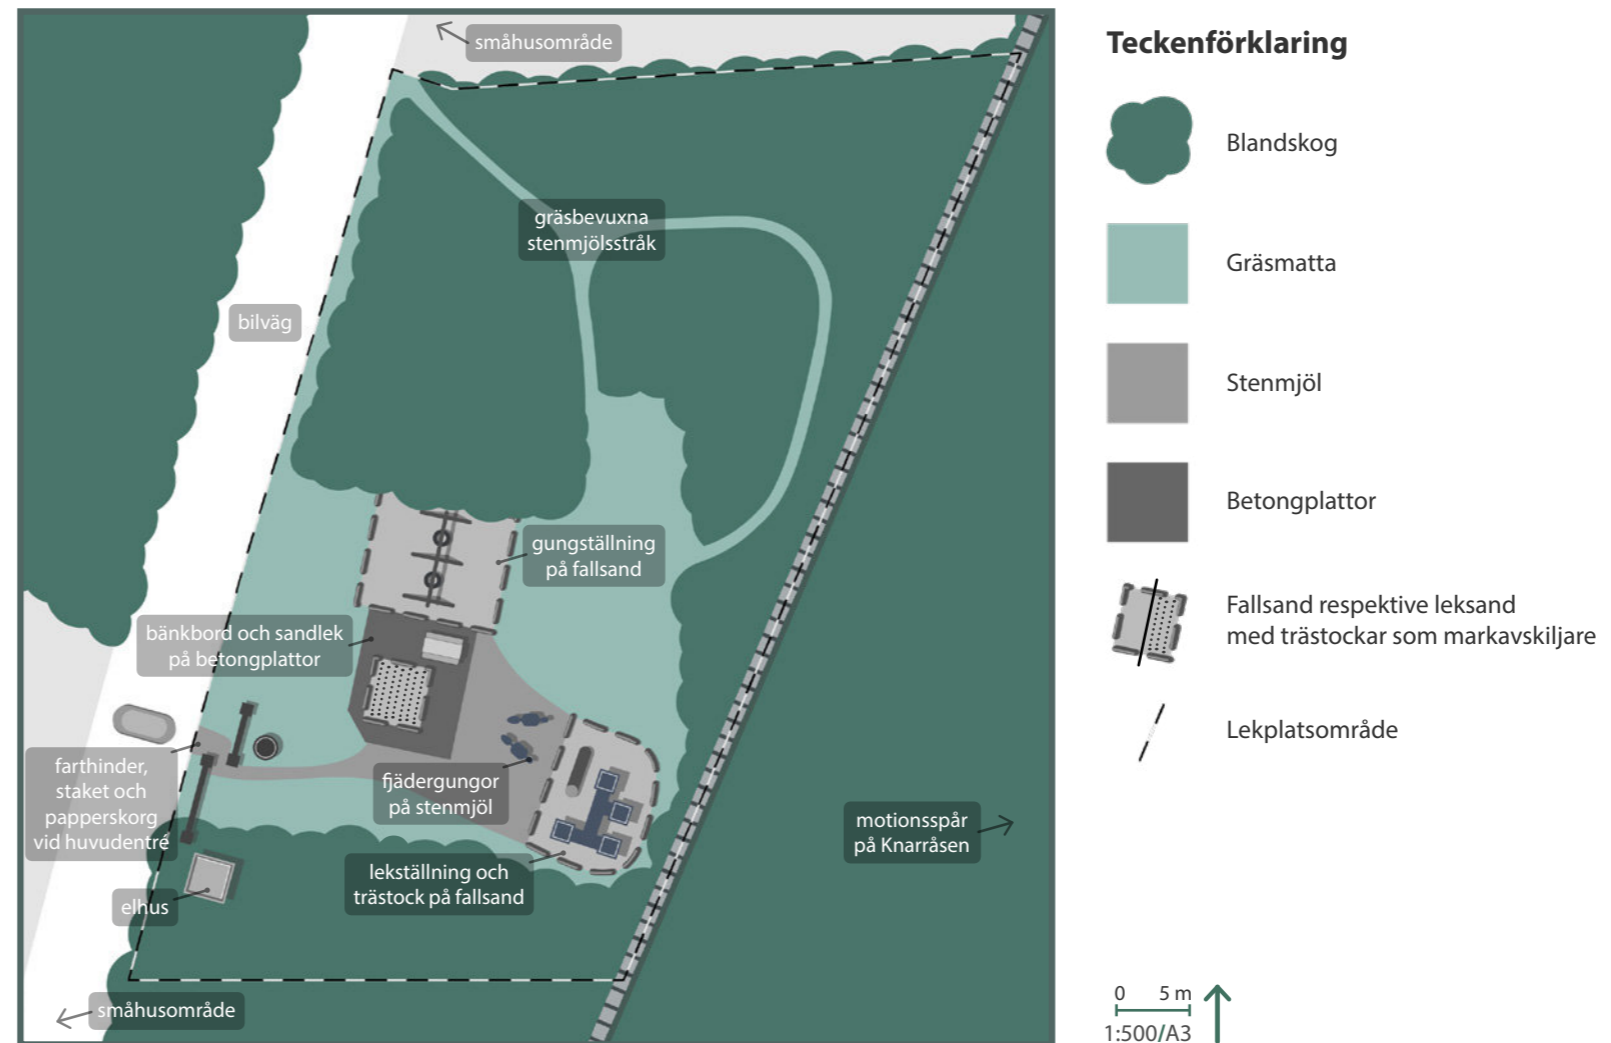 småhusområde
gräsbevuxna
stenmjölsstråk
bilväg
gungställning
på fallsand
bänkbord och sandlek
på betongplattor
farthinder,
staket och
papperskorg
vid huvudentré
fjädergungor
på stenmjöl
motionsspår
på Knarråsen
lekställning och
trästock på fallsand
elhus
småhusområde
Teckenförklaring
Blandskog
Gräsmatta
Stenmjöl
Betongplattor
Fallsand respektive leksand
med trästockar som markavskiljare
Lekplatsområde
0 5 m
1:500/A3